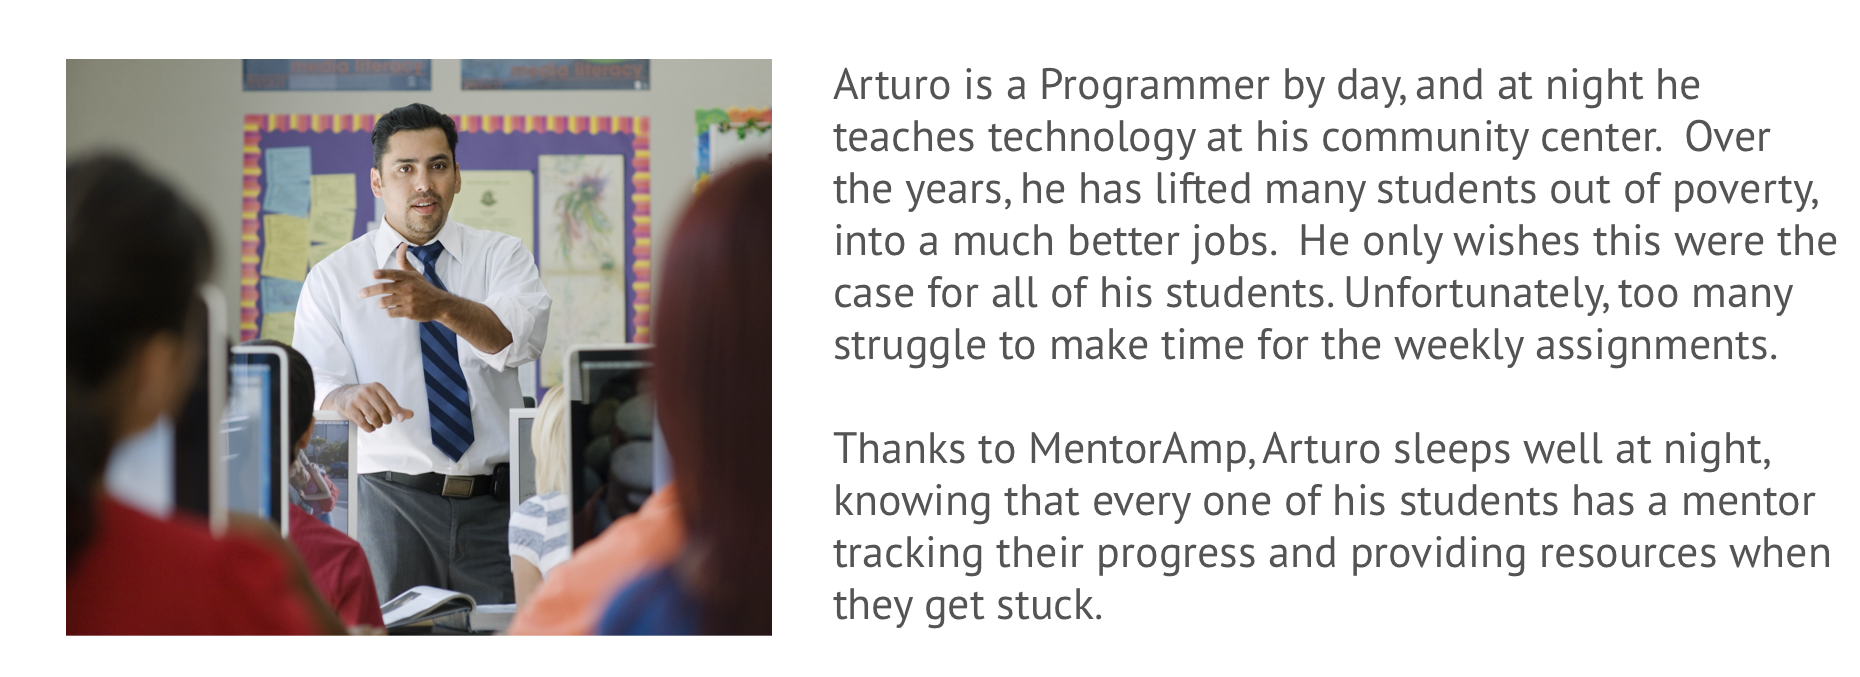 media literacy
media literacy
Arturo is a Programmer by day, and at night he
teaches technology at his community center.  Over
the years, he has lifted many students out of poverty,
into a much better jobs.  He only wishes this were the
case for all of his students. Unfortunately, too many
struggle to make time for the weekly assignments.
Thanks to MentorAmp, Arturo sleeps well at night,
knowing that every one of his students has a mentor
tracking their progress and providing resources when
they get stuck.